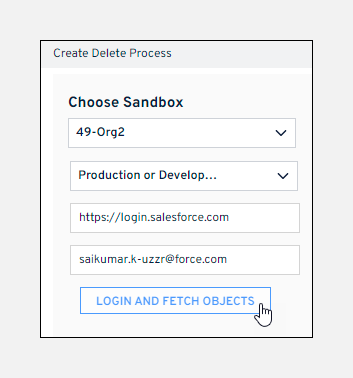 Create Delete Process
Choose Sandbox
49-Org2
Production or Develop...
https://login.salesforce.com
saikumar.k-uzzr@force.com
LOGIN AND FETCH OBJECTS